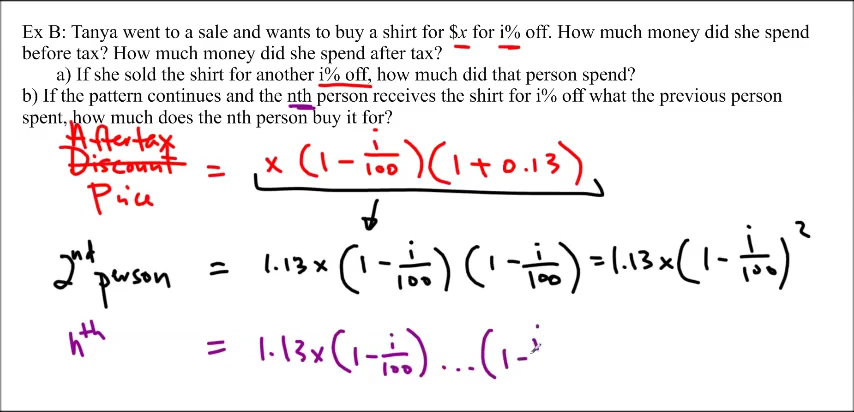 Ex B: Tanya went to a sale and wants to buy a shirt for $x for i% off. How much money did she spend
before tax? How much money did she spend after tax?
a) If she sold the shirt for another i% off, how much did that person spend?
b) If the pattern continues and the nth person receives the shirt for i% off what the previous person
spent, how much does the nth person buy it for?
Aftertax
Discount
Price = x (1 - i/100) (1 + 0.13)
2nd person = 1.13x (1 - i/100) (1 - i/100) = 1.13x (1 - i/100)²
nth = 1.13x (1 - i/100) ... (1 - i